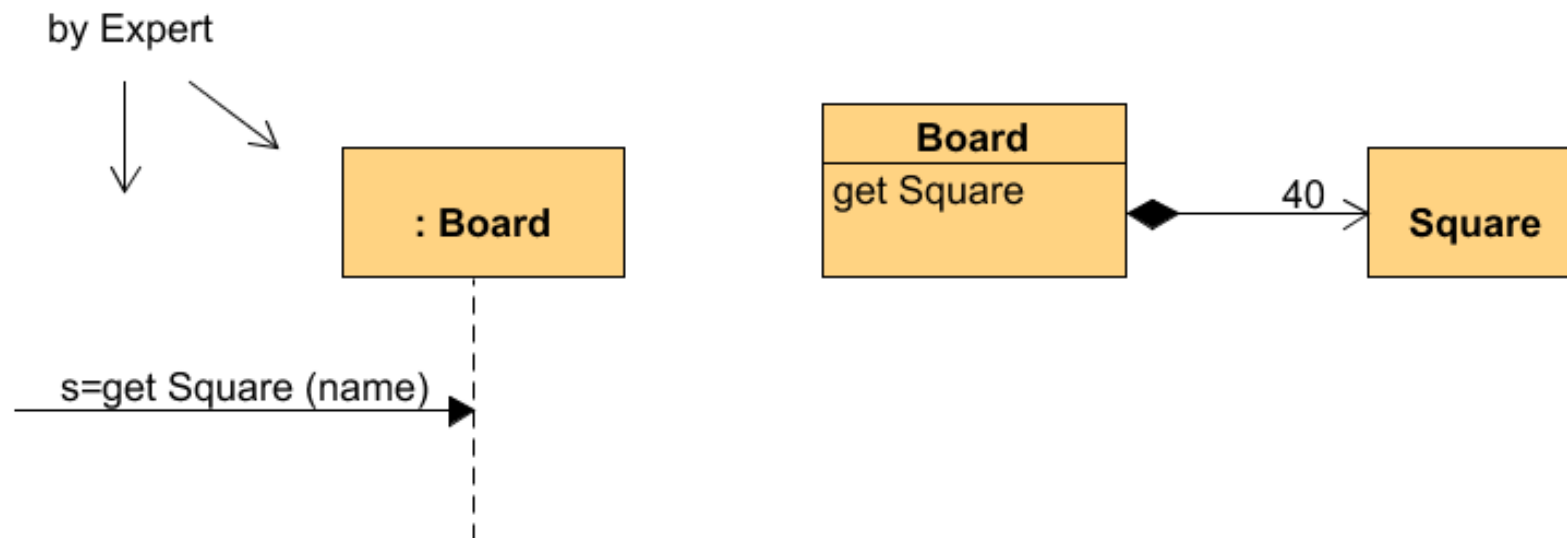 by Expert
: Board
s=get Square (name)
Board
get Square
40
Square